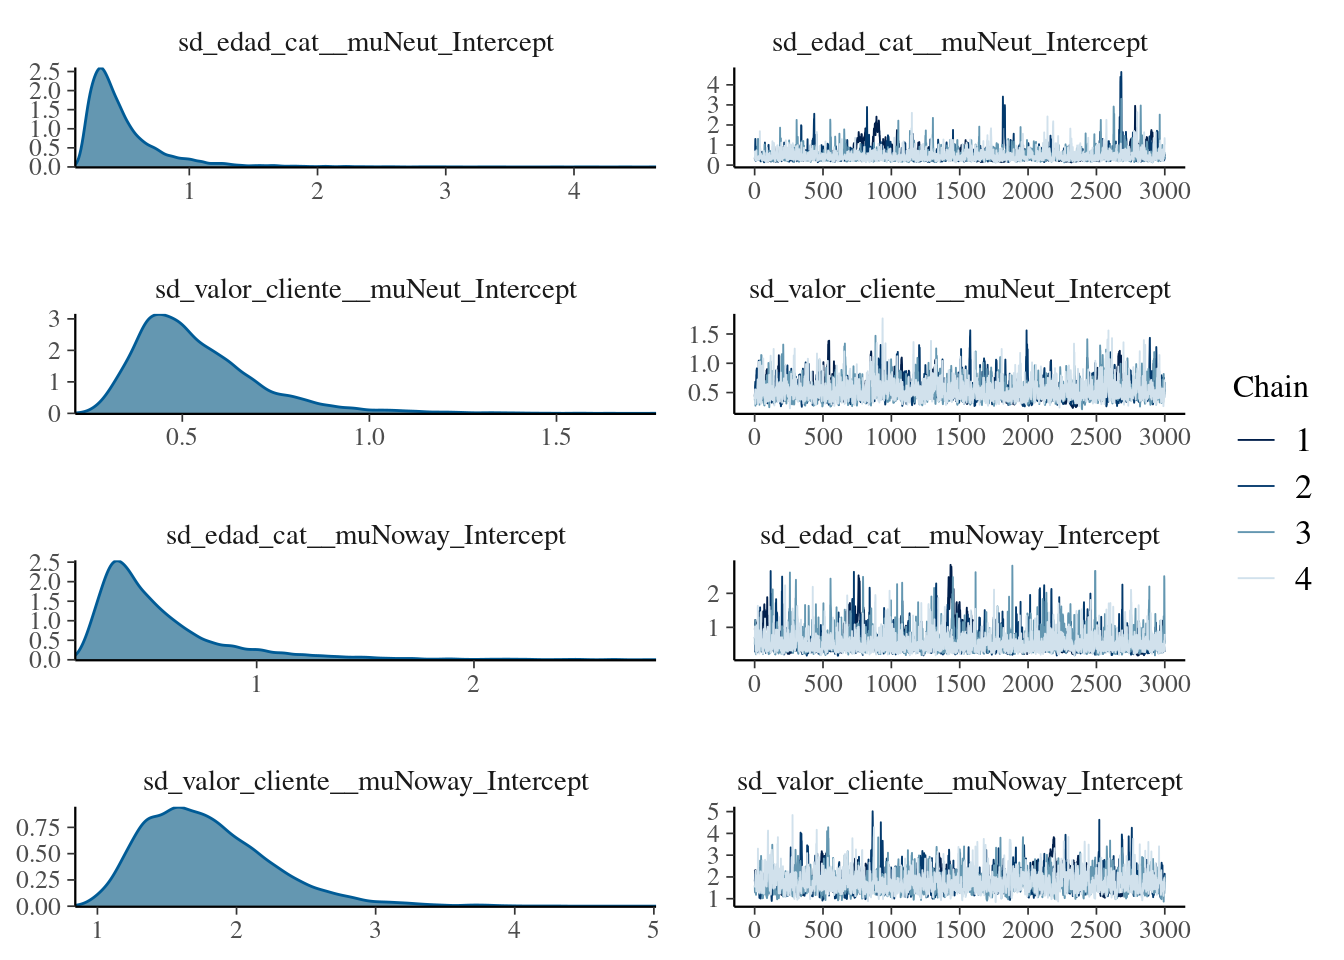 sd_edad_cat__muNeut_Intercept
2.5
2.0
1.5
1.0
0.5
0.0
1 2 3 4
sd_edad_cat__muNeut_Intercept
4
3
2
1
0
0 500 1000 1500 2000 2500 3000
sd_valor_cliente__muNeut_Intercept
3
2
1
0
0.5 1.0 1.5
sd_valor_cliente__muNeut_Intercept
1.5
1.0
0.5
0 500 1000 1500 2000 2500 3000
sd_edad_cat__muNoway_Intercept
2.5
2.0
1.5
1.0
0.5
0.0
1 2
sd_edad_cat__muNoway_Intercept
2
1
0 500 1000 1500 2000 2500 3000
sd_valor_cliente__muNoway_Intercept
0.75
0.50
0.25
0.00
1 2 3 4 5
sd_valor_cliente__muNoway_Intercept
5
4
3
2
1
0 500 1000 1500 2000 2500 3000
Chain
1
2
3
4